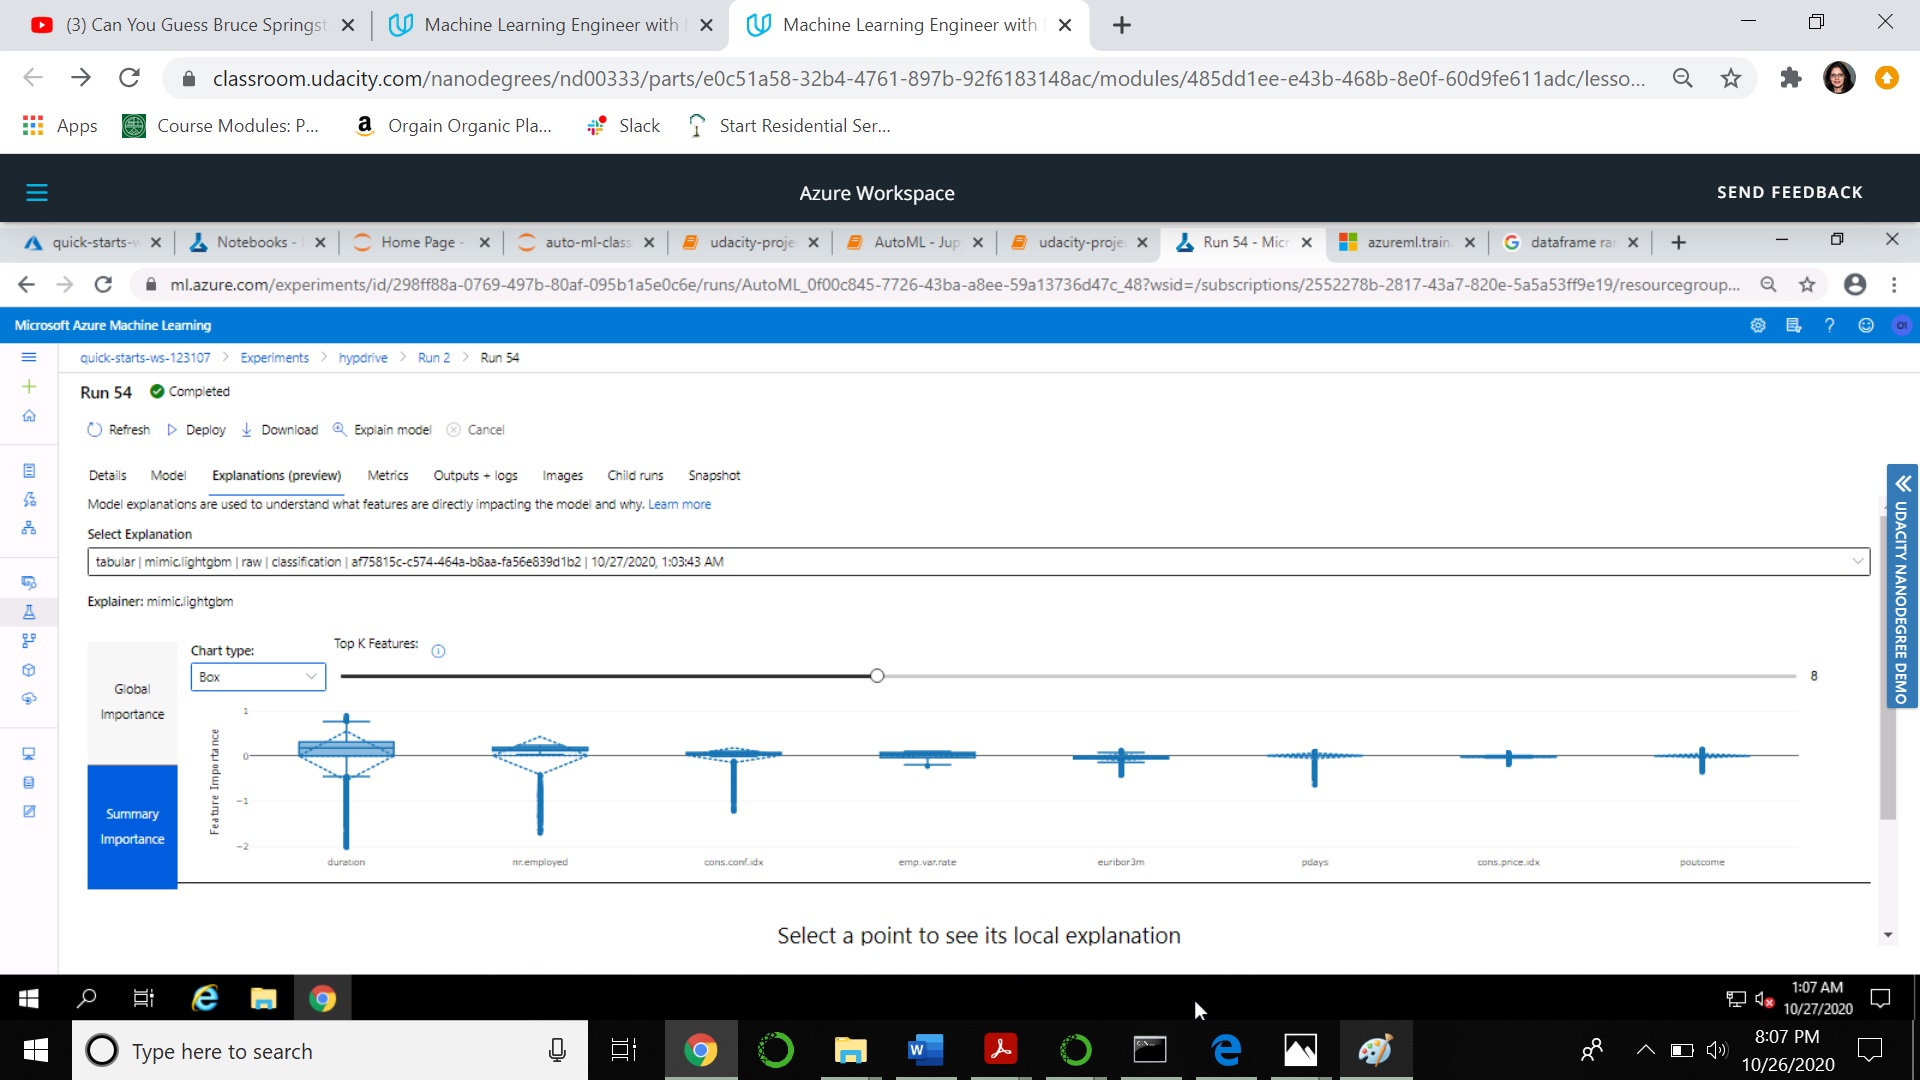 (3) Can You Guess Bruce Springst
Machine Learning Engineer with
Machine Learning Engineer with
classroom.udacity.com/nanodegrees/nd00333/parts/e0c51a58-32b4-4761-897b-92f6183148ac/modules/485dd1ee-e43b-468b-8e0f-60d9fe611adc/lesso...
Apps
Course Modules: P...
Orgain Organic Pla...
Slack
Start Residential Ser...
Azure Workspace
SEND FEEDBACK
quick-starts-w
Notebooks -
Home Page -
auto-ml-class
udacity-proje
AutoML - Jup
udacity-proje
Run 54 - Micr
azureml.train.
dataframe ran
ml.azure.com/experiments/id/298ff88a-0769-497b-80af-095b1a5e0c6e/runs/AutoML_0f00c845-7726-43ba-a8ee-59a13736d47c_48?wsid=/subscriptions/2552278b-2817-43a7-820e-5a5a53ff9e19/resourcegroup...
Microsoft Azure Machine Learning
quick-starts-ws-123107 > Experiments > hypdrive > Run 2 > Run 54
Run 54 Completed
Refresh Deploy Download Explain model Cancel
Details Model Explanations (preview) Metrics Outputs + logs Images Child runs Snapshot
Model explanations are used to understand what features are directly impacting the model and why. Learn more
Select Explanation
tabular | mimic.lightgbm | raw | classification | af75815c-c574-464a-b8aa-fa56e839d1b2 | 10/27/2020, 1:03:43 AM
Explainer: mimic.lightgbm
Global
Importance
Summary
Importance
Chart type:
Box
Top K Features:
8
Feature Importance
1
0
−1
−2
duration
nr.employed
cons.conf.idx
emp.var.rate
euribor3m
pdays
cons.price.idx
poutcome
Select a point to see its local explanation
UDACITY NANODEGREE DEMO
1:07 AM
10/27/2020
Type here to search
8:07 PM
10/26/2020